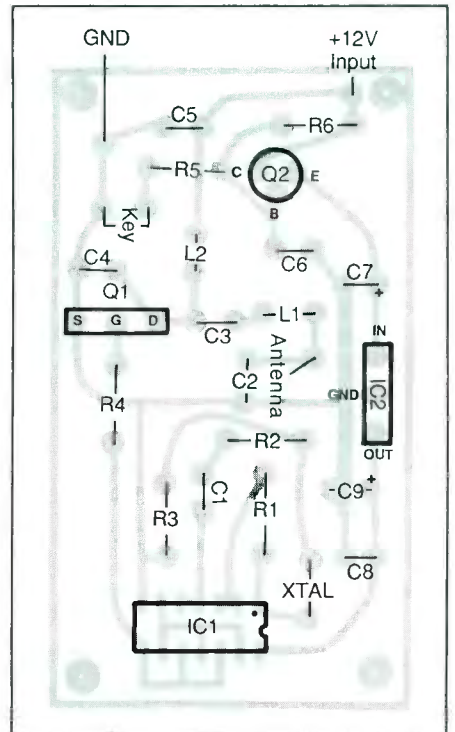 GND +12V
Input
C5
R6
R5 C Q2 E
B
Key
C4 L2 C6 C7
+
Q1
S G D C3 L1 IN
Antenna
C2 GND IC2
R4
R2 OUT
+
C9
R3 C1 R1
C8
XTAL
IC1